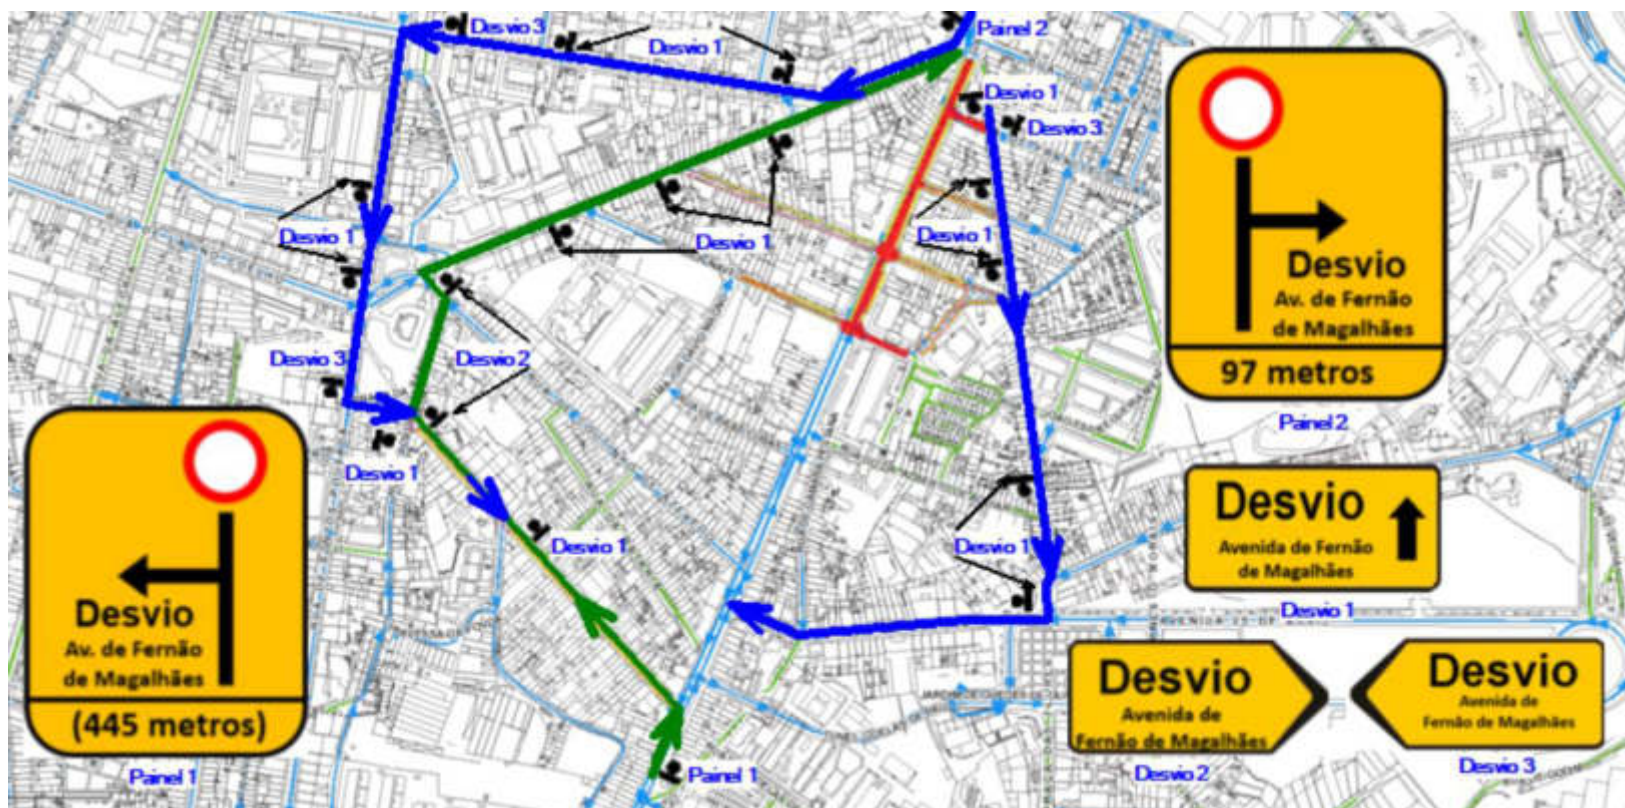 Desvio 3
Desvio 1
Painel 2
Desvio 1
Desvio 3
Desvio 1
Desvio 1
Desvio 1
Desvio 3
Desvio 2
Desvio 1
Desvio 1
Desvio 1
Painel 1
Desvio
Av. de Fernão
de Magalhães
97 metros
Painel 2
Desvio
Av. de Fernão
de Magalhães
(445 metros)
Painel 1
Desvio
Avenida de Fernão
de Magalhães
Desvio 1
Desvio
Avenida de
Fernão de Magalhães
Desvio 2
Desvio
Avenida de
Fernão de Magalhães
Desvio 3